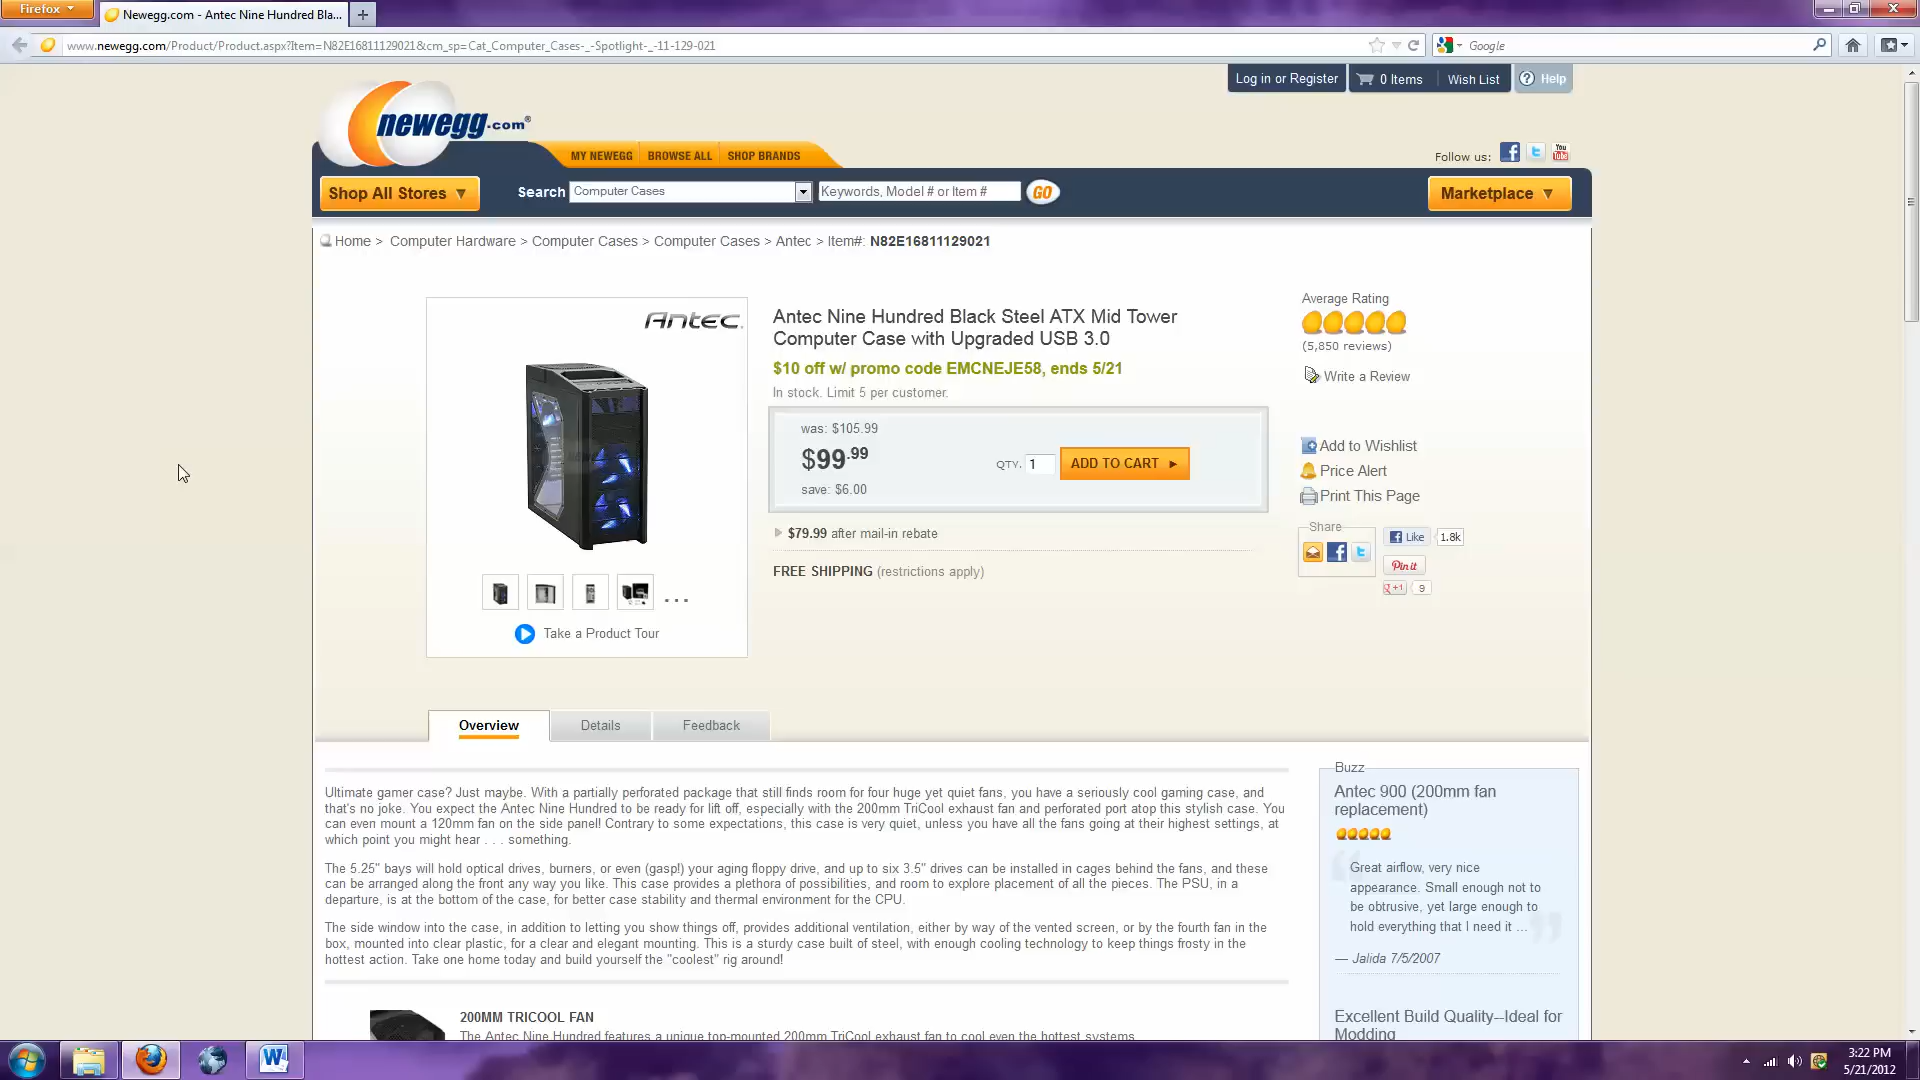 Firefox
Newegg.com - Antec Nine Hundred Bla...
www.newegg.com/Product/Product.aspx?Item=N82E16811129021&cm_sp=Cat_Computer_Cases-_-Spotlight-_-11-129-021
Google
Log in or Register
0 Items
Wish List
? Help
newegg.com®
MY NEWEGG
BROWSE ALL
SHOP BRANDS
Follow us:
You Tube
Shop All Stores
Search
Computer Cases
Keywords, Model # or Item #
GO
Marketplace
Home > Computer Hardware > Computer Cases > Computer Cases > Antec > Item#: N82E16811129021
ANTEC
Antec Nine Hundred Black Steel ATX Mid Tower
Computer Case with Upgraded USB 3.0
$10 off w/ promo code EMCNEJE58, ends 5/21
In stock. Limit 5 per customer.
was: $105.99
$99.99
save: $6.00
QTY. 1
ADD TO CART
$79.99 after mail-in rebate
FREE SHIPPING (restrictions apply)
...
Take a Product Tour
Average Rating
(5,850 reviews)
Write a Review
Add to Wishlist
Price Alert
Print This Page
Share
Like 1.8k
Pin it
+1 9
Overview
Details
Feedback
Ultimate gamer case? Just maybe. With a partially perforated package that still finds room for four huge yet quiet fans, you have a seriously cool gaming case, and
that's no joke. You expect the Antec Nine Hundred to be ready for lift off, especially with the 200mm TriCool exhaust fan and perforated port atop this stylish case. You
can even mount a 120mm fan on the side panel! Contrary to some expectations, this case is very quiet, unless you have all the fans going at their highest settings, at
which point you might hear . . . something.
The 5.25" bays will hold optical drives, burners, or even (gasp!) your aging floppy drive, and up to six 3.5" drives can be installed in cages behind the fans, and these
can be arranged along the front any way you like. This case provides a plethora of possibilities, and room to explore placement of all the pieces. The PSU, in a
departure, is at the bottom of the case, for better case stability and thermal environment for the CPU.
The side window into the case, in addition to letting you show things off, provides additional ventilation, either by way of the vented screen, or by the fourth fan in the
box, mounted into clear plastic, for a clear and elegant mounting. This is a sturdy case built of steel, with enough cooling technology to keep things frosty in the
hottest action. Take one home today and build yourself the "coolest" rig around!
200MM TRICOOL FAN
The Antec Nine Hundred features a unique top-mounted 200mm TriCool exhaust fan to cool even the hottest systems
Buzz
Antec 900 (200mm fan
replacement)
Great airflow, very nice
appearance. Small enough not to
be obtrusive, yet large enough to
hold everything that I need it ...
— Jalida 7/5/2007
Excellent Build Quality--Ideal for
Modding
3:22 PM
5/21/2012